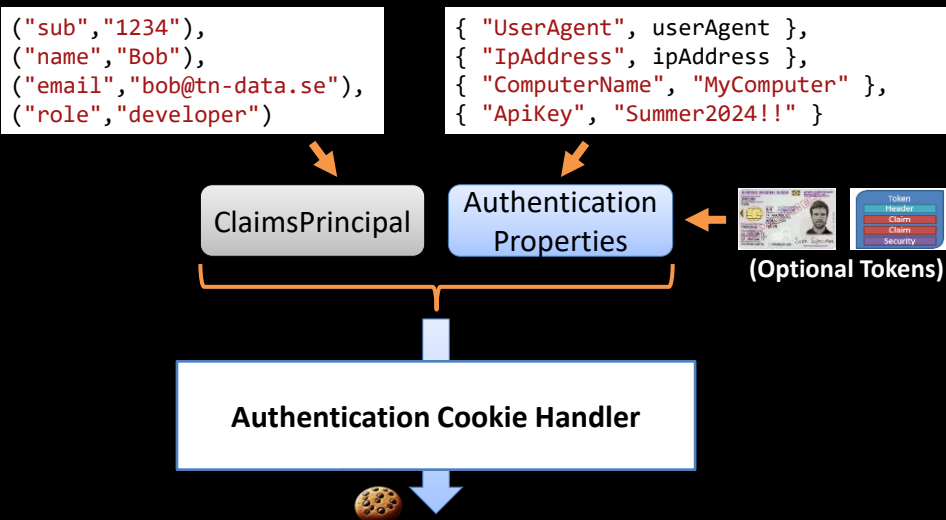 ("sub","1234"),
("name","Bob"),
("email","bob@tn-data.se"),
("role","developer")
{ "UserAgent", userAgent },
{ "IpAddress", ipAddress },
{ "ComputerName", "MyComputer" },
{ "ApiKey", "Summer2024!!" }
ClaimsPrincipal
Authentication
Properties
Token
Header
Claim
Claim
Security
(Optional Tokens)
Authentication Cookie Handler